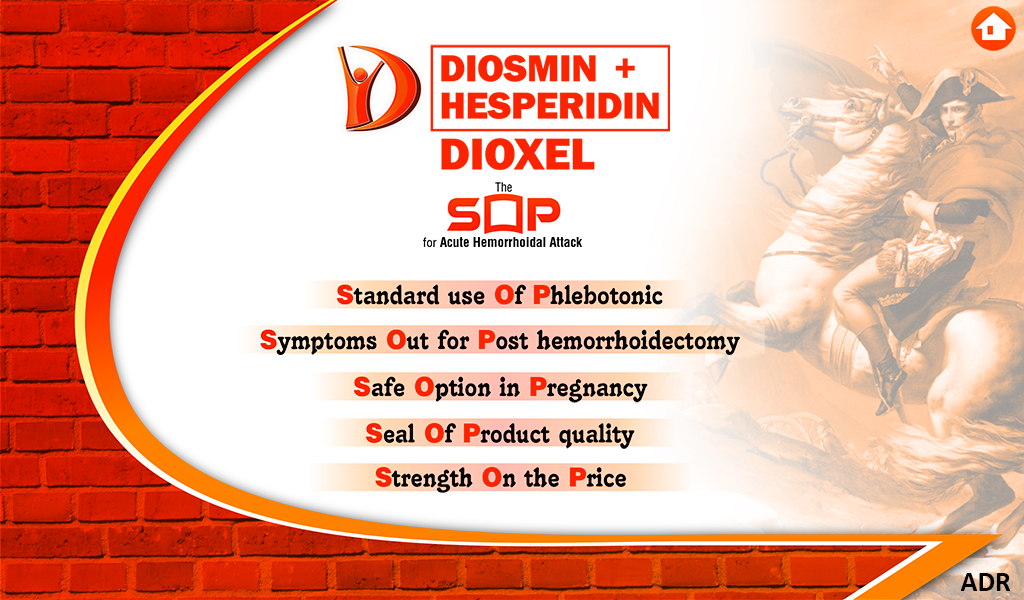 DIOSMIN +
HESPERIDIN
DIOXEL
The
SOP
for Acute Hemorrhoidal Attack
Standard use Of Phlebotonic
Symptoms Out for Post hemorrhoidectomy
Safe Option in Pregnancy
Seal Of Product quality
Strength On the Price
ADR